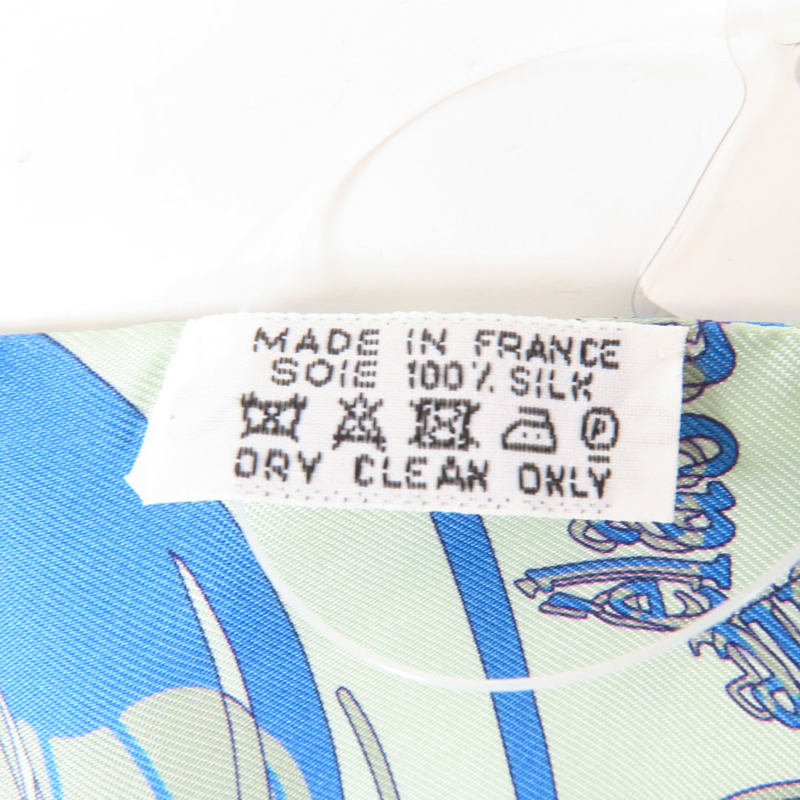 MADE IN FRANCE
SOIE 100% SILK
P
DRY CLEAN ONLY